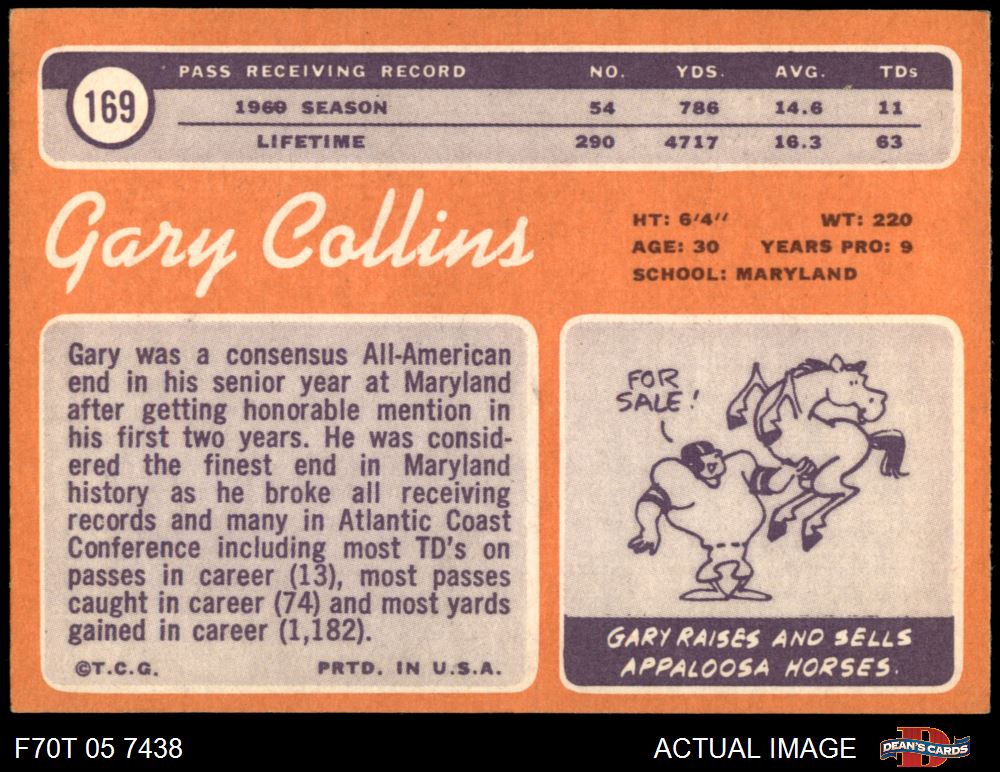 169
PASS RECEIVING RECORD NO. YDS. AVG. TDs
1969 SEASON 54 786 14.6 11
LIFETIME 290 4717 16.3 63
Gary Collins
HT: 6'4'' WT: 220
AGE: 30 YEARS PRO: 9
SCHOOL: MARYLAND
Gary was a consensus All-American
end in his senior year at Maryland
after getting honorable mention in
his first two years. He was consid-
ered the finest end in Maryland
history as he broke all receiving
records and many in Atlantic Coast
Conference including most TD's on
passes in career (13), most passes
caught in career (74) and most yards
gained in career (1,182).
©T.C.G. PRTD. IN U.S.A.
FOR
SALE!
GARY RAISES AND SELLS
APPALOOSA HORSES.
F70T 05 7438
ACTUAL IMAGE
D
DEAN'S CARDS